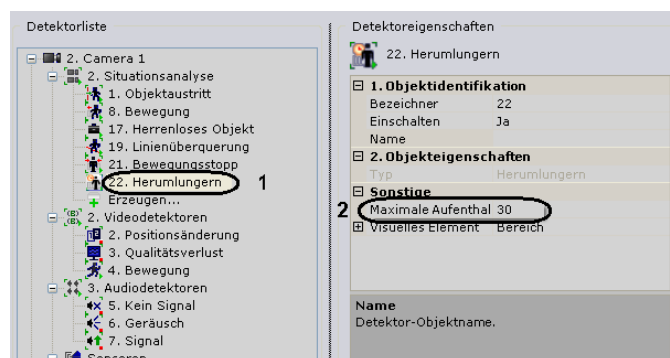 Detektorliste
2. Camera 1
2. Situationsanalyse
1. Objektaustritt
8. Bewegung
17. Herrenloses Objekt
19. Linienüberquerung
21. Bewegungsstopp
22. Herumlungern
1
Erzeugen...
2. Videodetektoren
2. Positionsänderung
3. Qualitätsverlust
4. Bewegung
3. Audiodetektoren
5. Kein Signal
6. Geräusch
7. Signal
Sensoren
Detektoreigenschaften
22. Herumlungern
1. Objektidentifikation
Bezeichner 22
Einschalten Ja
Name
2. Objekteigenschaften
Typ Herumlungern
Sonstige
2 Maximale Aufenthal 30
Visuelles Element Bereich
Name
Detektor-Objektname.